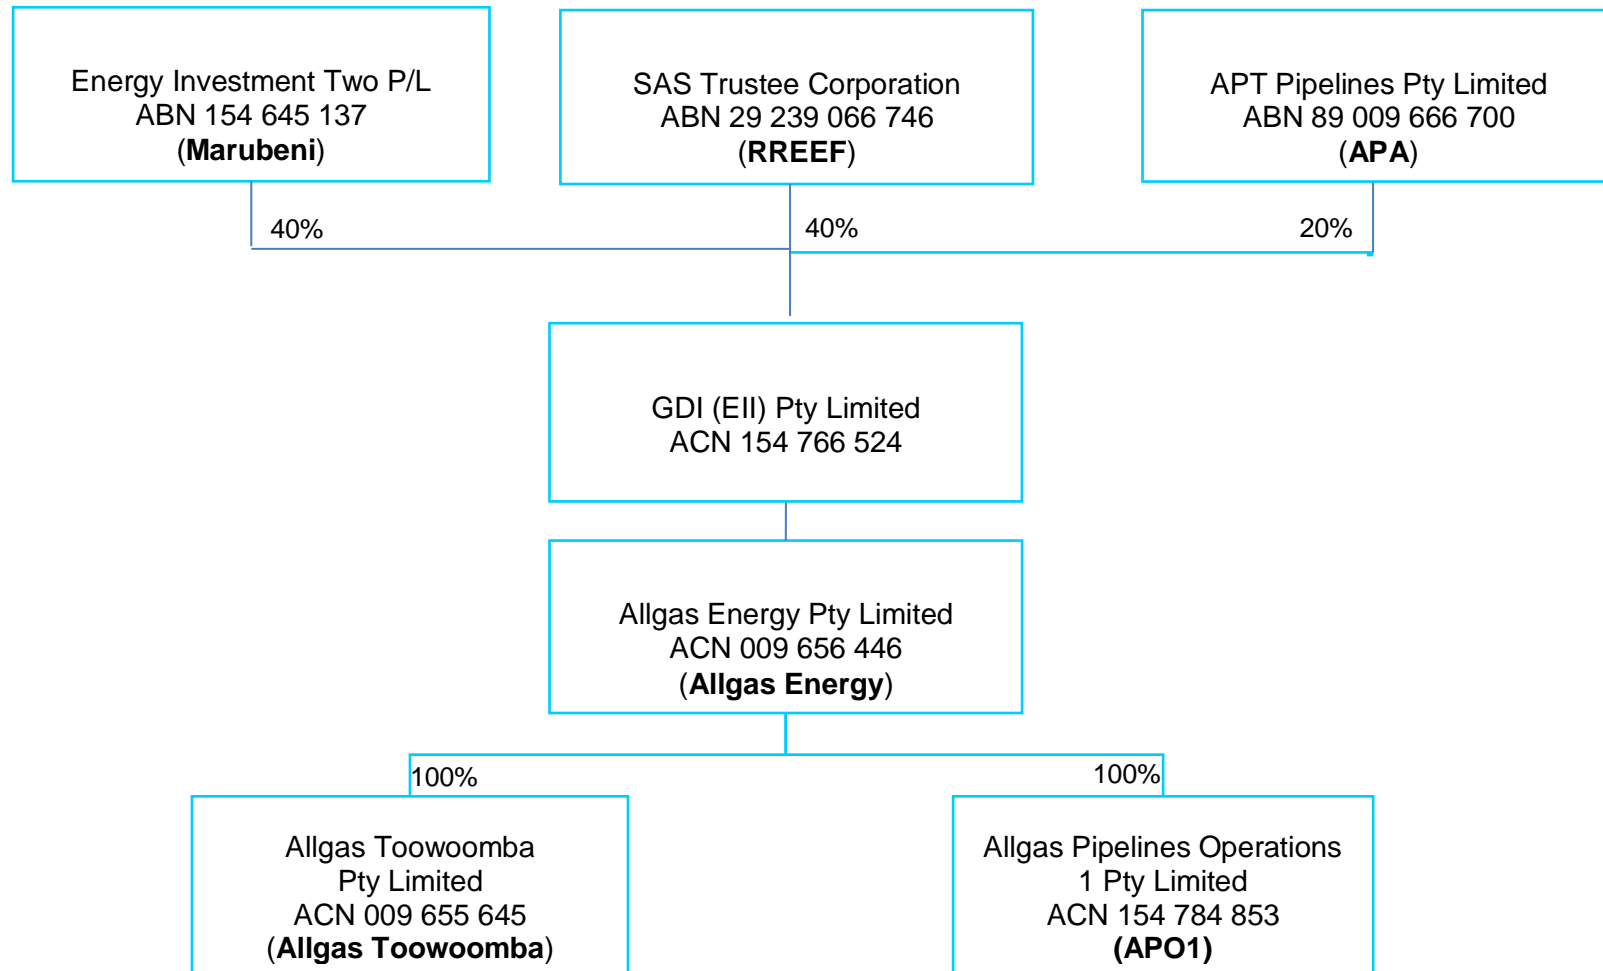 Energy Investment Two P/L
ABN 154 645 137
(Marubeni)
SAS Trustee Corporation
ABN 29 239 066 746
(RREEF)
APT Pipelines Pty Limited
ABN 89 009 666 700
(APA)
40%
40%
20%
GDI (EII) Pty Limited
ACN 154 766 524
Allgas Energy Pty Limited
ACN 009 656 446
(Allgas Energy)
100%
100%
Allgas Toowoomba
Pty Limited
ACN 009 655 645
(Allgas Toowoomba)
Allgas Pipelines Operations
1 Pty Limited
ACN 154 784 853
(APO1)